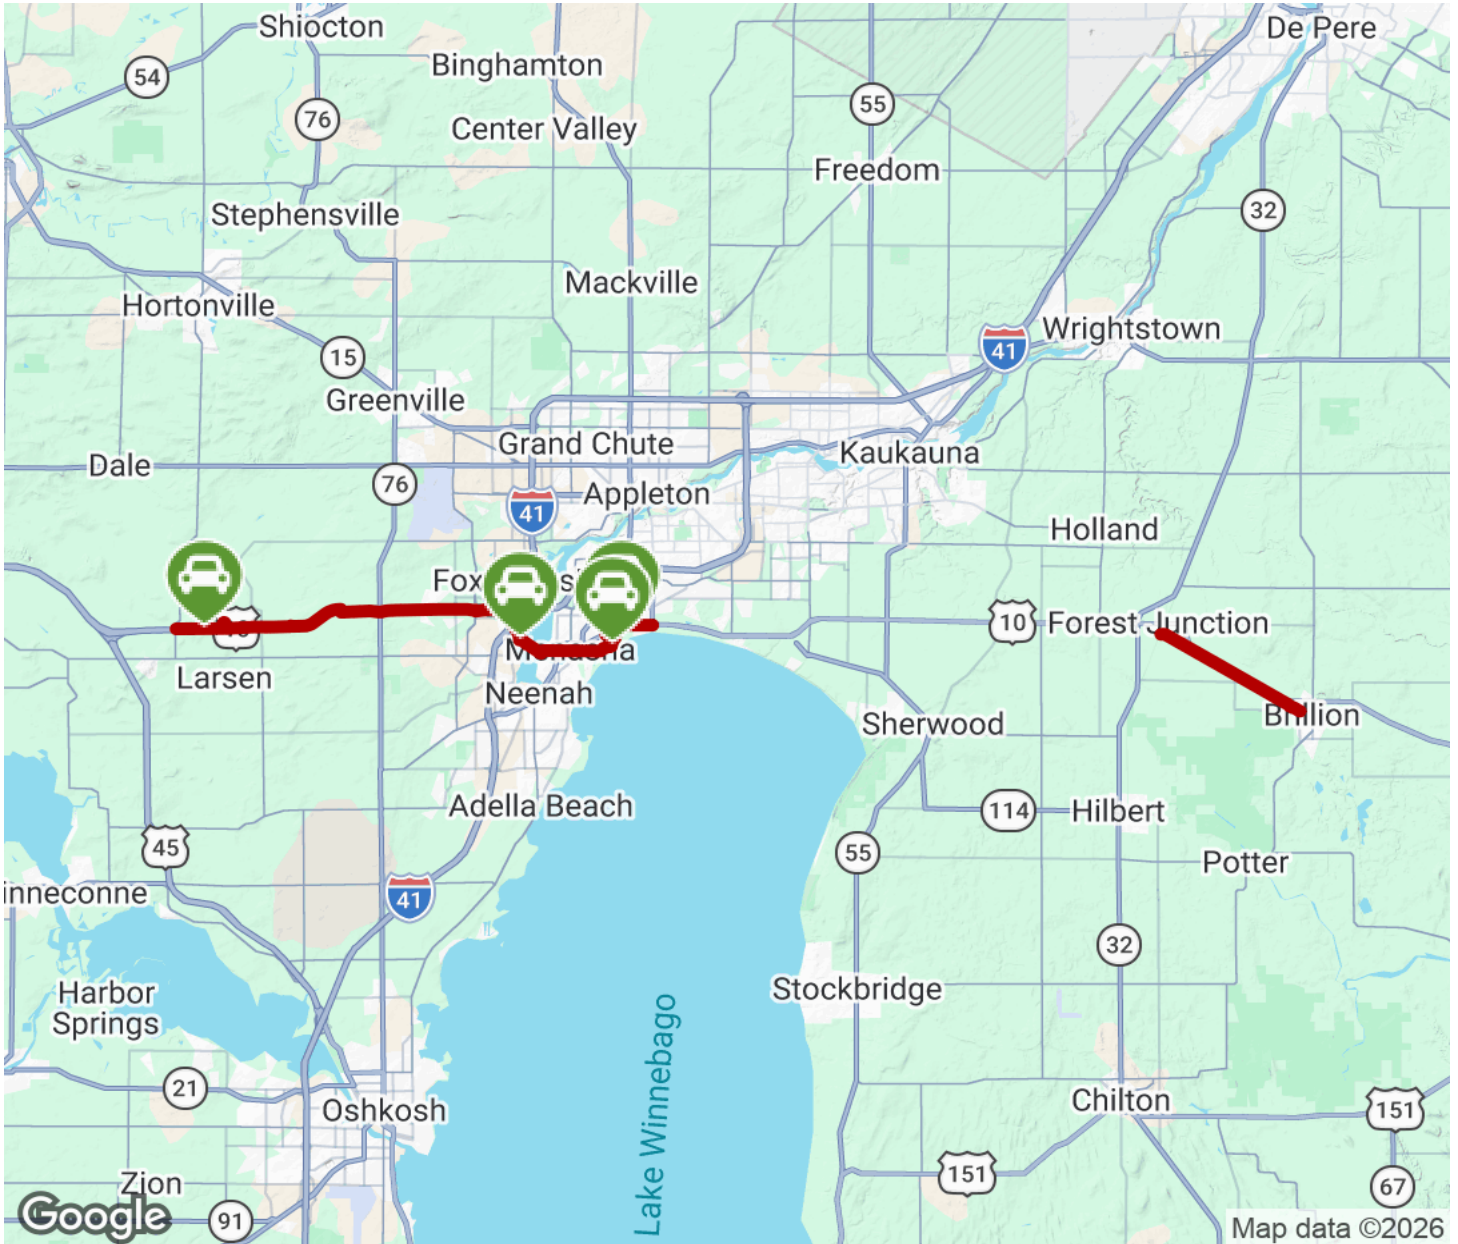 Shiocton
De Pere
Binghamton
54
55
76
Center Valley
Freedom
32
Stephensville
Mackville
Hortonville
Wrightstown
41
15
Greenville
Grand Chute
Kaukauna
Dale
76
Appleton
41
Holland
Fox
10
Forest Junction
Larsen
Neenah
Brillion
Sherwood
Adella Beach
114
Hilbert
45
55
Potter
inneconne
41
32
Harbor
Springs
Stockbridge
Lake Winnebago
21
Oshkosh
Chilton
151
151
Zion
67
91
Google
Map data ©2026